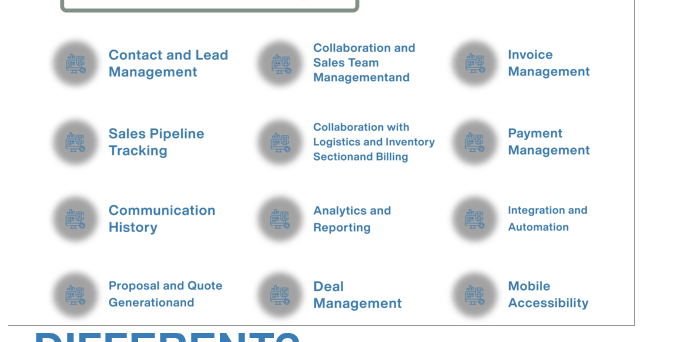 Contact and Lead
Management
Collaboration and
Sales Team
Managementand
Invoice
Management
Sales Pipeline
Tracking
Collaboration with
Logistics and Inventory
Sectionand Billing
Payment
Management
Communication
History
Analytics and
Reporting
Integration and
Automation
Proposal and Quote
Generationand
Deal
Management
Mobile
Accessibility
DIFFERENTS